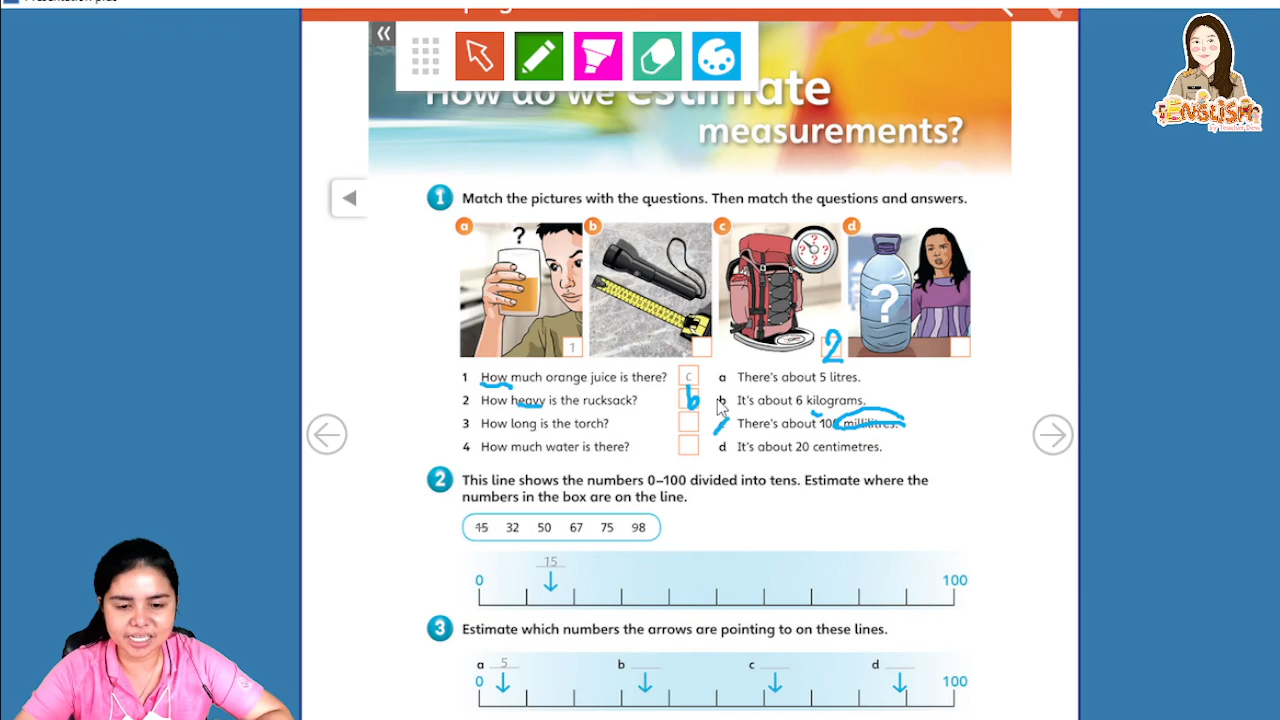 How do we estimate
measurements?
1 Match the pictures with the questions. Then match the questions and answers.
a ?
b
c ? ? ? ?
d ?
1
2
1 How much orange juice is there? c a There's about 5 litres.
2 How heavy is the rucksack? b b It's about 6 kilograms.
3 How long is the torch? There's about 100 millilitres.
4 How much water is there? d It's about 20 centimetres.
2 This line shows the numbers 0–100 divided into tens. Estimate where the
numbers in the box are on the line.
15 32 50 67 75 98
15
0 100
3 Estimate which numbers the arrows are pointing to on these lines.
a 5 b c d
0 100
ENGLISH
by Teacher Dew